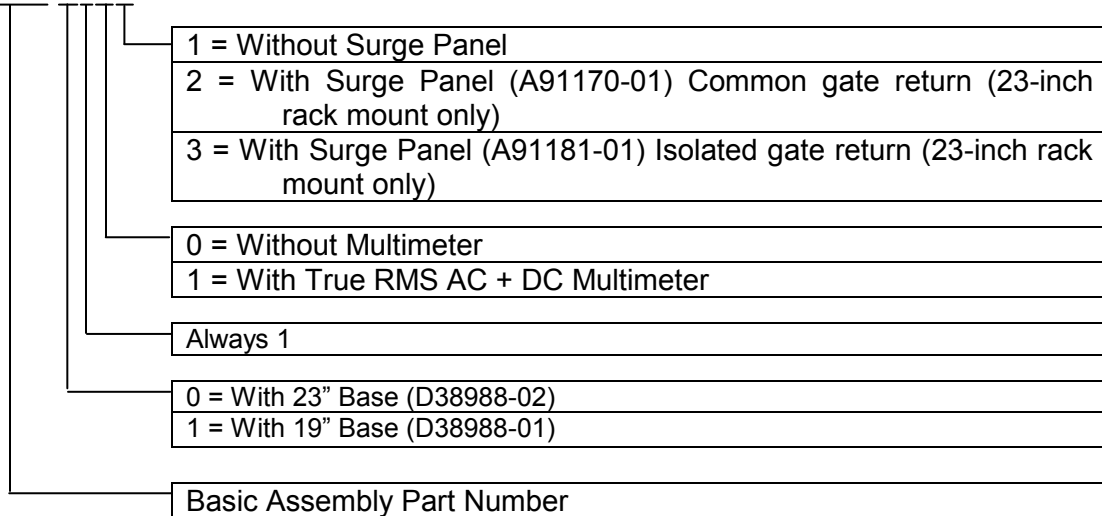 1 = Without Surge Panel
2 = With Surge Panel (A91170-01) Common gate return (23-inch
rack mount only)
3 = With Surge Panel (A91181-01) Isolated gate return (23-inch rack
mount only)
0 = Without Multimeter
1 = With True RMS AC + DC Multimeter
Always 1
0 = With 23” Base (D38988-02)
1 = With 19” Base (D38988-01)
Basic Assembly Part Number